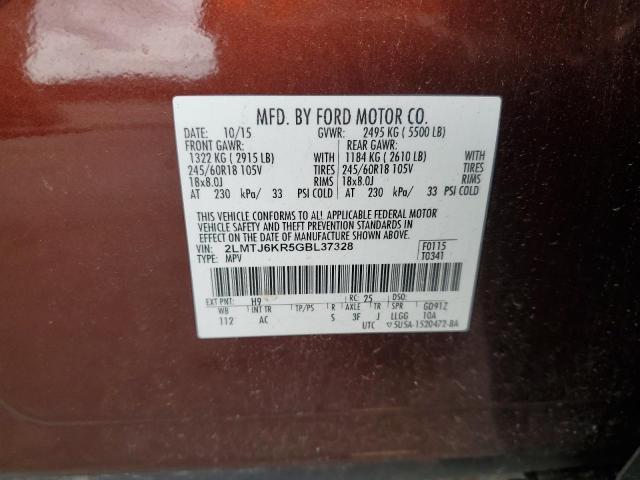 MFD. BY FORD MOTOR CO.
DATE: 10/15 GVWR: 2495 KG ( 5500 LB)
FRONT GAWR: REAR GAWR:
1322 KG ( 2915 LB) WITH 1184 KG ( 2610 LB) WITH
245/60R18 105V TIRES 245/60R18 105V TIRES
18x8.0J RIMS 18x8.0J RIMS
AT 230 kPa/ 33 PSI COLD AT 230 kPa/ 33 PSI COLD
THIS VEHICLE CONFORMS TO ALL APPLICABLE FEDERAL MOTOR
VEHICLE SAFETY AND THEFT PREVENTION STANDARDS IN
EFFECT ON THE DATE OF MANUFACTURE SHOWN ABOVE.
VIN: 2LMTJ6KR5GBL37328 F0115
TYPE: MPV T0341
EXT PNT: H9 RC: 25 DSO:
WB INT TR TP/PS R AXLE TR SPR GD91Z
112 AC S 3F J LLGG 10A
UTC 5U5A-1520472-BA